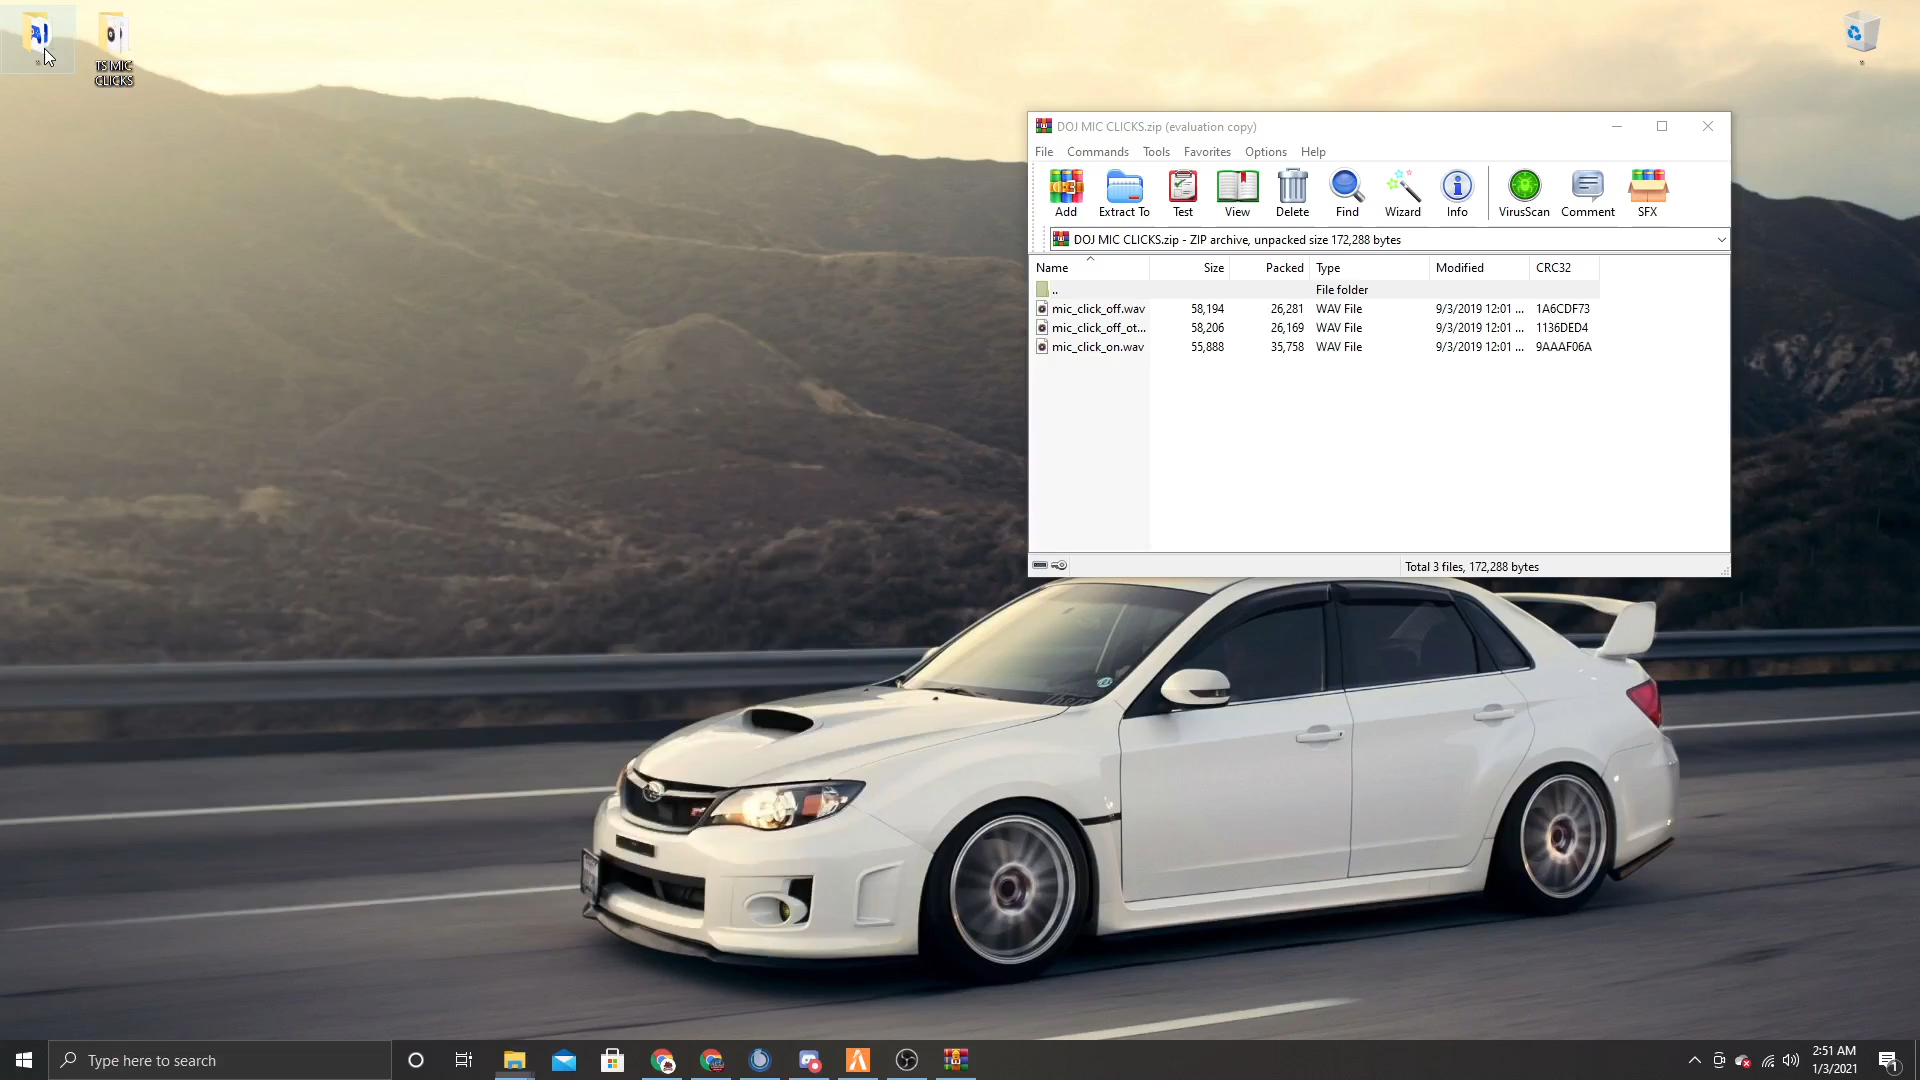 TS MIC
CLICKS
DOJ MIC CLICKS.zip (evaluation copy)
File Commands Tools Favorites Options Help
Add Extract To Test View Delete Find Wizard Info VirusScan Comment SFX
DOJ MIC CLICKS.zip - ZIP archive, unpacked size 172,288 bytes
Name Size Packed Type Modified CRC32
.. File folder
mic_click_off.wav 58,194 26,281 WAV File 9/3/2019 12:01 ... 1A6CDF73
mic_click_off_ot... 58,206 26,169 WAV File 9/3/2019 12:01 ... 1136DED4
mic_click_on.wav 55,888 35,758 WAV File 9/3/2019 12:01 ... 9AAAF06A
Total 3 files, 172,288 bytes
Type here to search
2:51 AM
1/3/2021
1